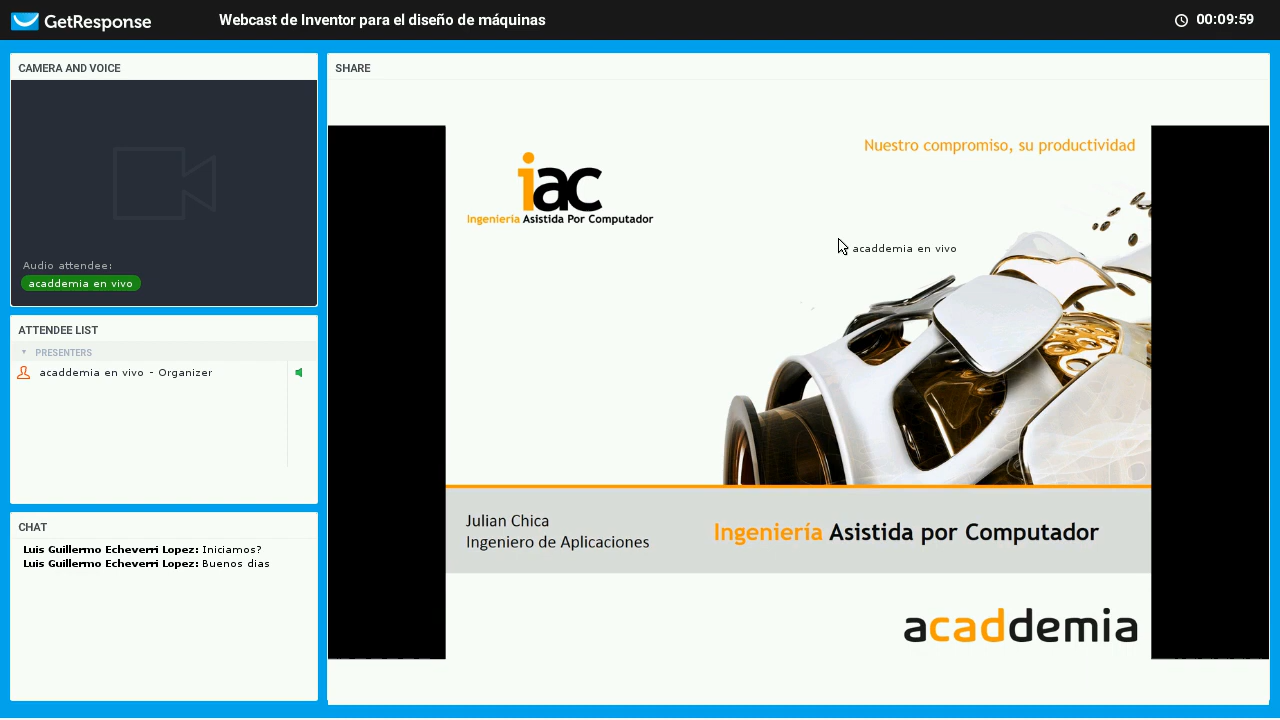 GetResponse
Webcast de Inventor para el diseño de máquinas
00:09:59
CAMERA AND VOICE
Audio attendee:
acaddemia en vivo
ATTENDEE LIST
PRESENTERS
acaddemia en vivo - Organizer
CHAT
Luis Guillermo Echeverri Lopez: Iniciamos?
Luis Guillermo Echeverri Lopez: Buenos dias
SHARE
Nuestro compromiso, su productividad
iac
Ingeniería Asistida Por Computador
acaddemia en vivo
Julian Chica
Ingeniero de Aplicaciones
Ingeniería Asistida por Computador
acaddemia